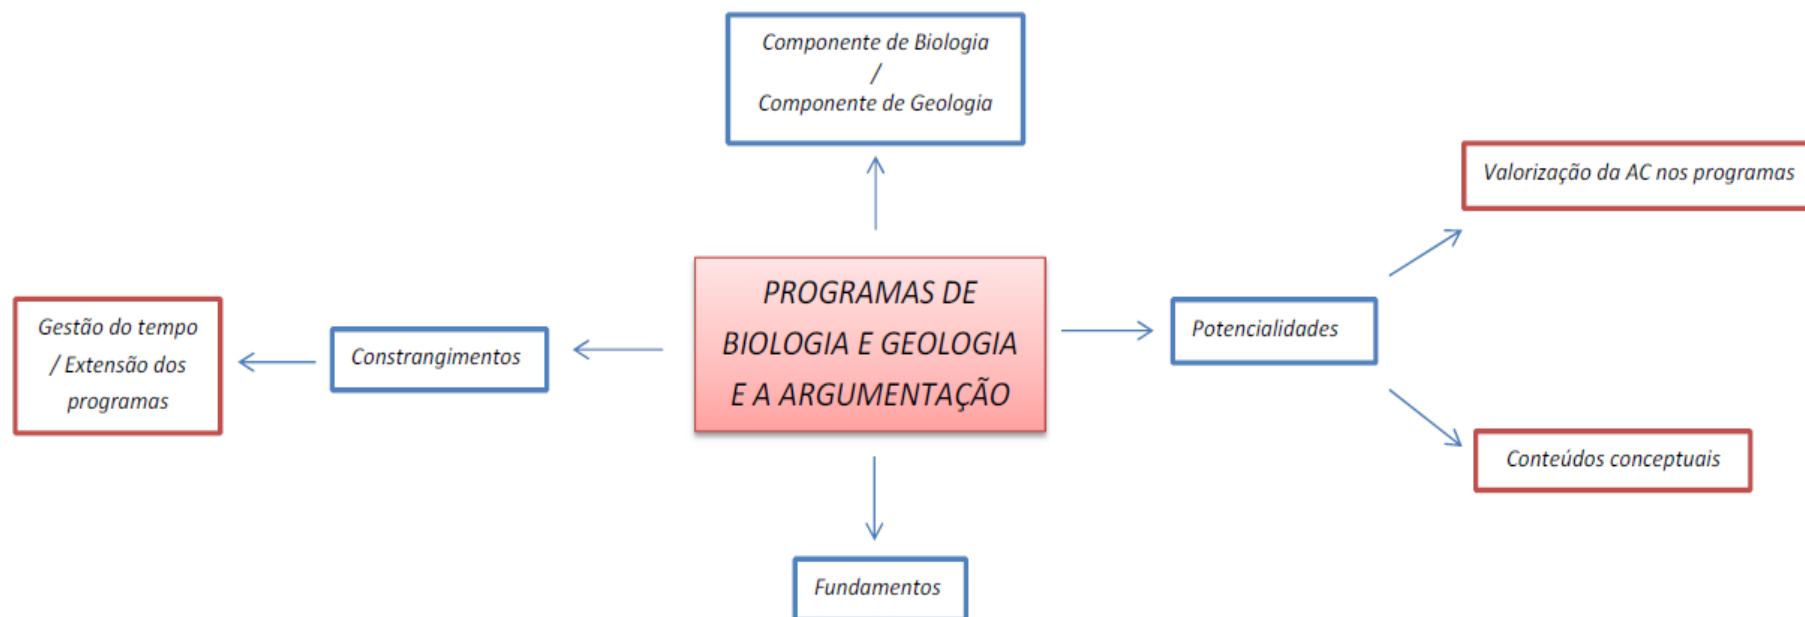 Componente de Biologia
/
Componente de Geologia
Valorização da AC nos programas
PROGRAMAS DE
BIOLOGIA E GEOLOGIA
E A ARGUMENTAÇÃO
Gestão do tempo
/ Extensão dos
programas
Constrangimentos
Potencialidades
Conteúdos conceptuais
Fundamentos